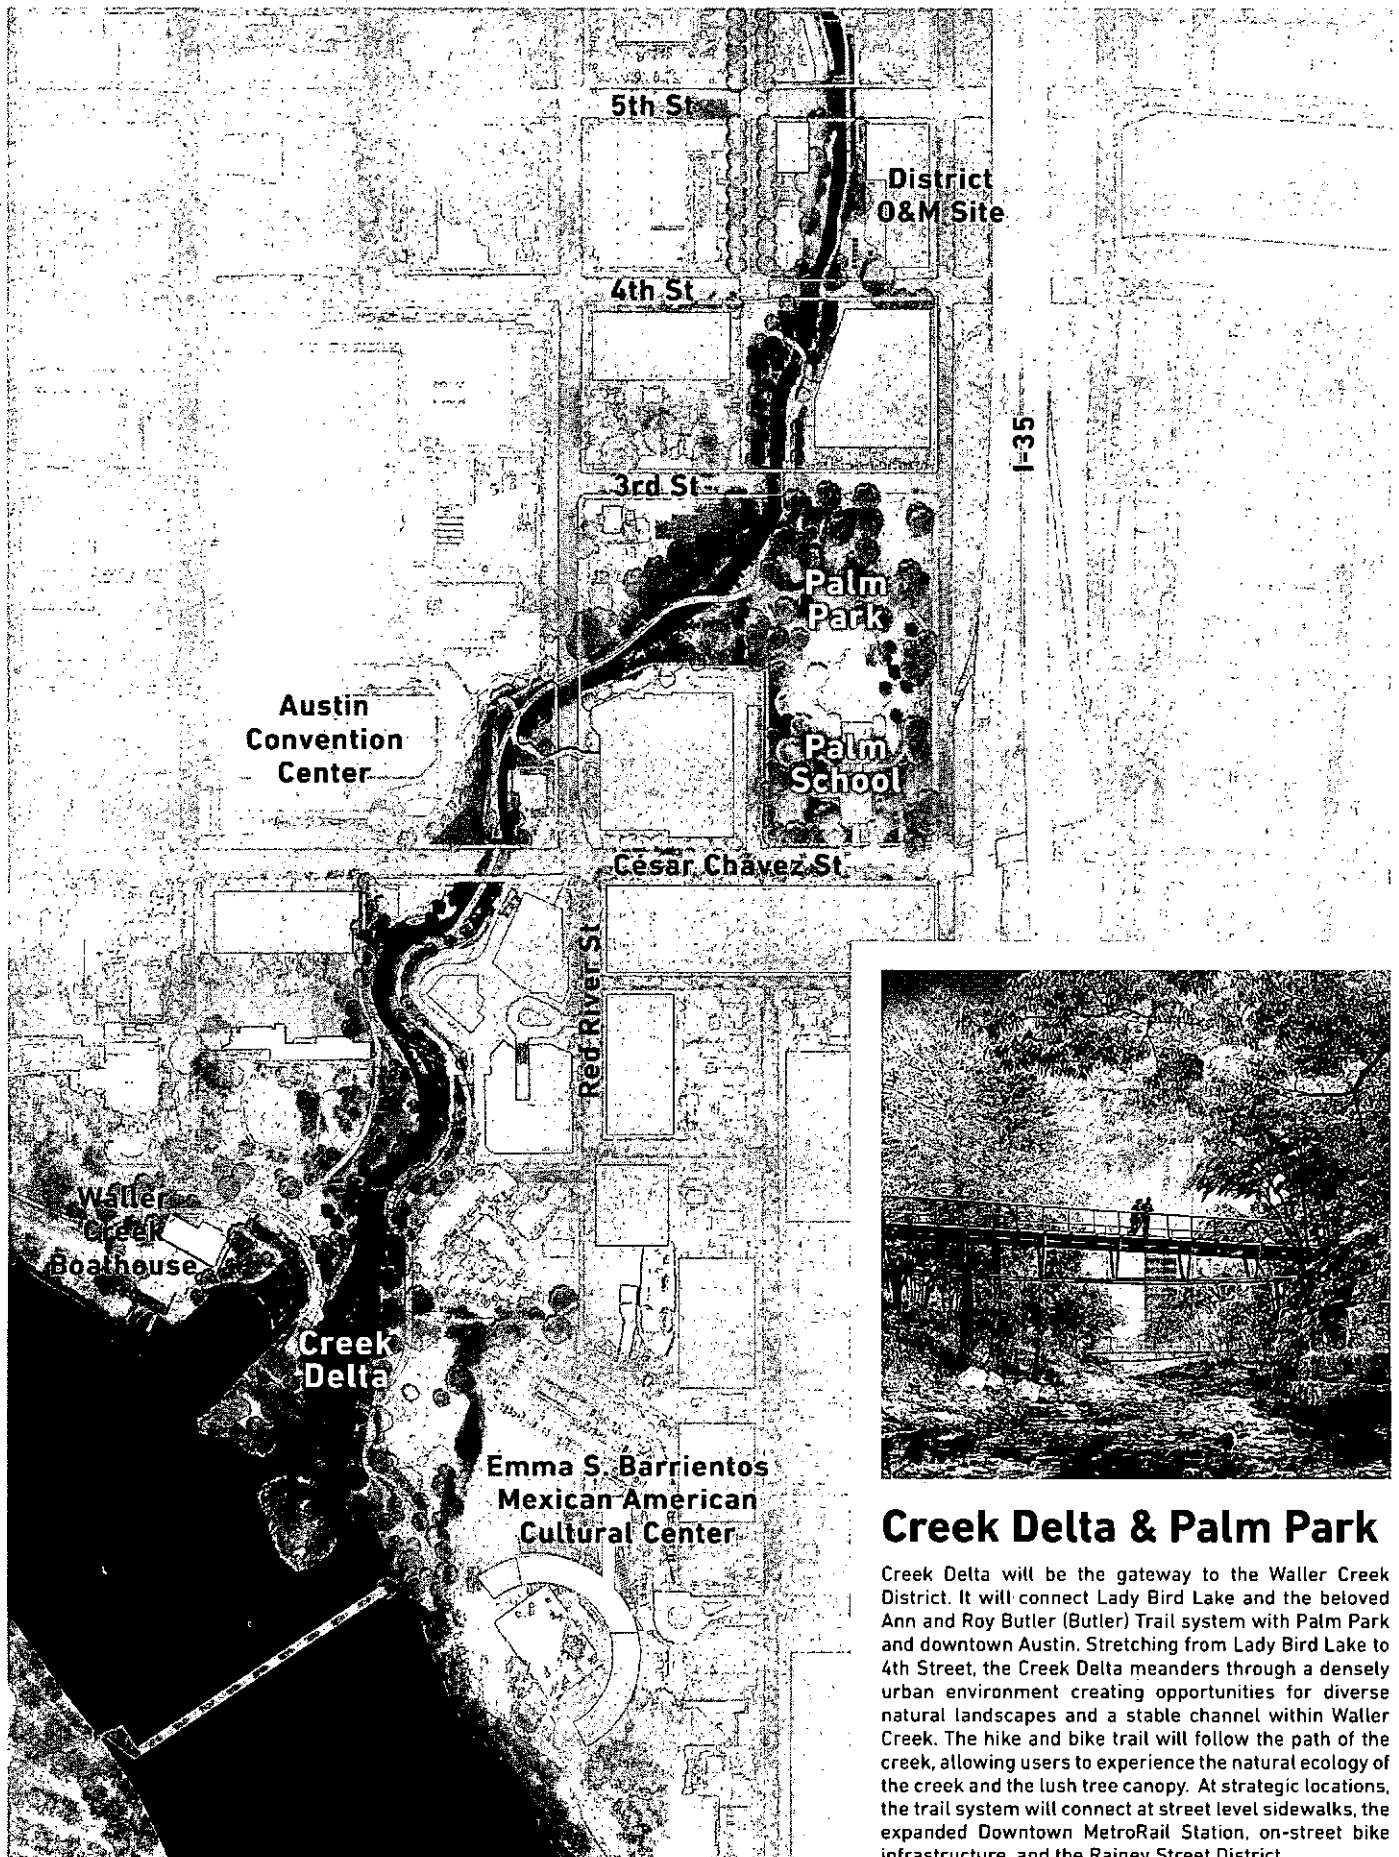 5th St
District
O&M Site
4th St
I-35
3rd St
Palm
Park
Austin
Convention
Center
Palm
School
César Chávez St
Red River St
Waller
Creek
Boathouse
Creek
Delta
Emma S. Barrientos
Mexican American
Cultural Center
Creek Delta & Palm Park
Creek Delta will be the gateway to the Waller Creek
District. It will connect Lady Bird Lake and the beloved
Ann and Roy Butler (Butler) Trail system with Palm Park
and downtown Austin. Stretching from Lady Bird Lake to
4th Street, the Creek Delta meanders through a densely
urban environment creating opportunities for diverse
natural landscapes and a stable channel within Waller
Creek. The hike and bike trail will follow the path of the
creek, allowing users to experience the natural ecology of
the creek and the lush tree canopy. At strategic locations,
the trail system will connect at street level sidewalks, the
expanded Downtown MetroRail Station, on-street bike
infrastructure, and the Rainey Street District.